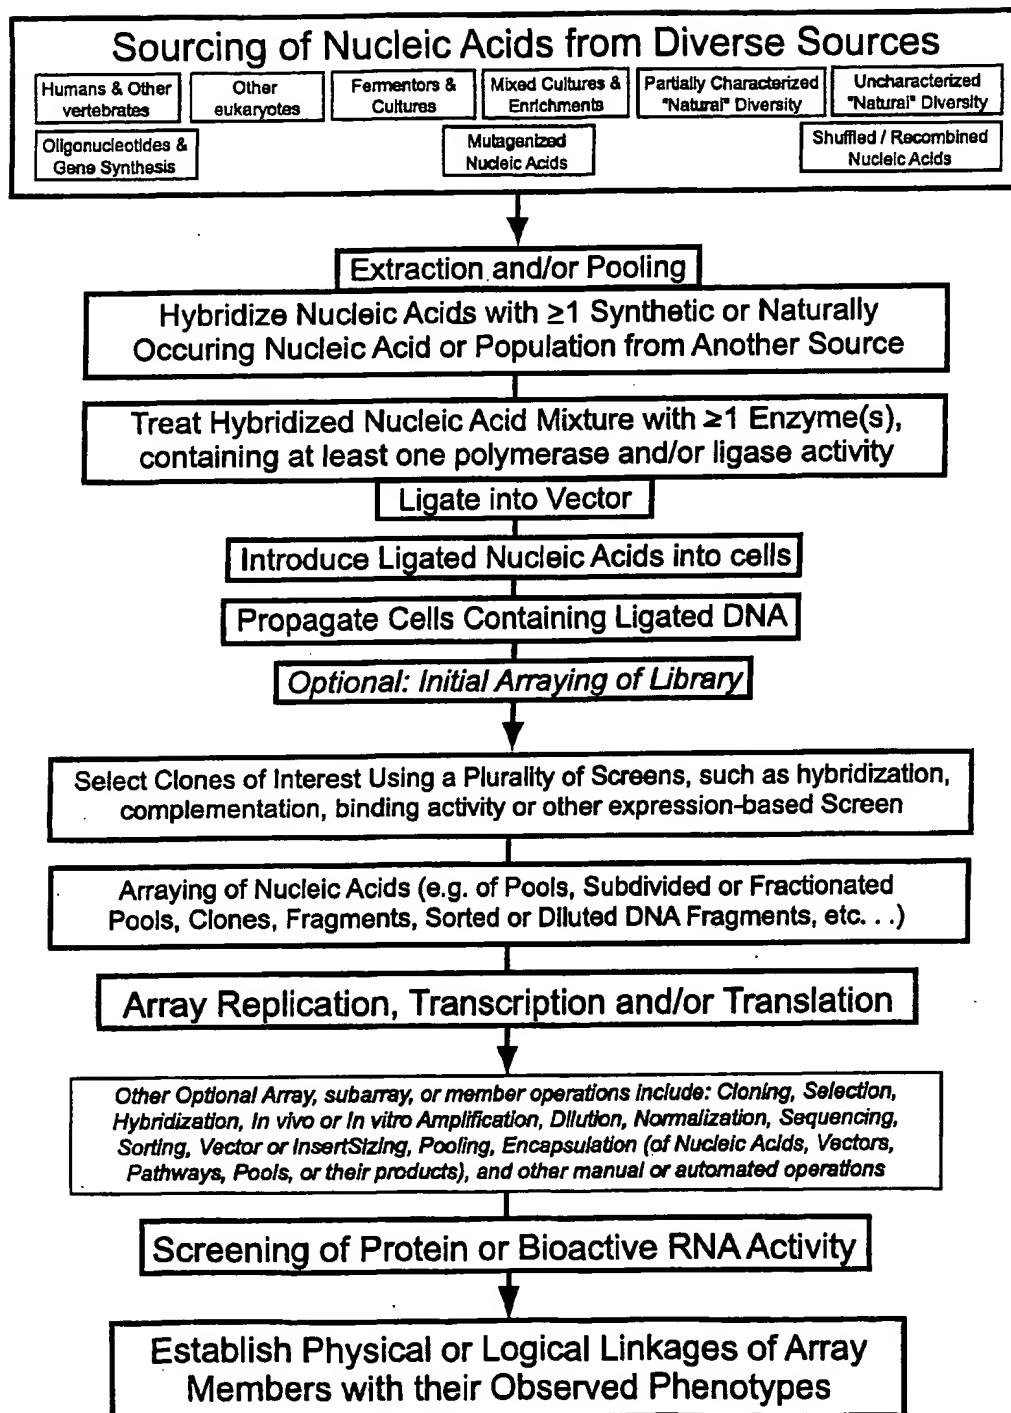 Sourcing of Nucleic Acids from Diverse Sources
Humans & Other
vertebrates
Other
eukaryotes
Fermentors &
Cultures
Mixed Cultures &
Enrichments
Partially Characterized
"Natural" Diversity
Uncharacterized
"Natural" Diversity
Oligonucleotides &
Gene Synthesis
Mutagenized
Nucleic Acids
Shuffled / Recombined
Nucleic Acids
Extraction and/or Pooling
Hybridize Nucleic Acids with ≥1 Synthetic or Naturally
Occuring Nucleic Acid or Population from Another Source
Treat Hybridized Nucleic Acid Mixture with ≥1 Enzyme(s),
containing at least one polymerase and/or ligase activity
Ligate into Vector
Introduce Ligated Nucleic Acids into cells
Propagate Cells Containing Ligated DNA
Optional: Initial Arraying of Library
Select Clones of Interest Using a Plurality of Screens, such as hybridization,
complementation, binding activity or other expression-based Screen
Arraying of Nucleic Acids (e.g. of Pools, Subdivided or Fractionated
Pools, Clones, Fragments, Sorted or Diluted DNA Fragments, etc. . .)
Array Replication, Transcription and/or Translation
Other Optional Array, subarray, or member operations include: Cloning, Selection,
Hybridization, In vivo or In vitro Amplification, Dilution, Normalization, Sequencing,
Sorting, Vector or InsertSizing, Pooling, Encapsulation (of Nucleic Acids, Vectors,
Pathways, Pools, or their products), and other manual or automated operations
Screening of Protein or Bioactive RNA Activity
Establish Physical or Logical Linkages of Array
Members with their Observed Phenotypes